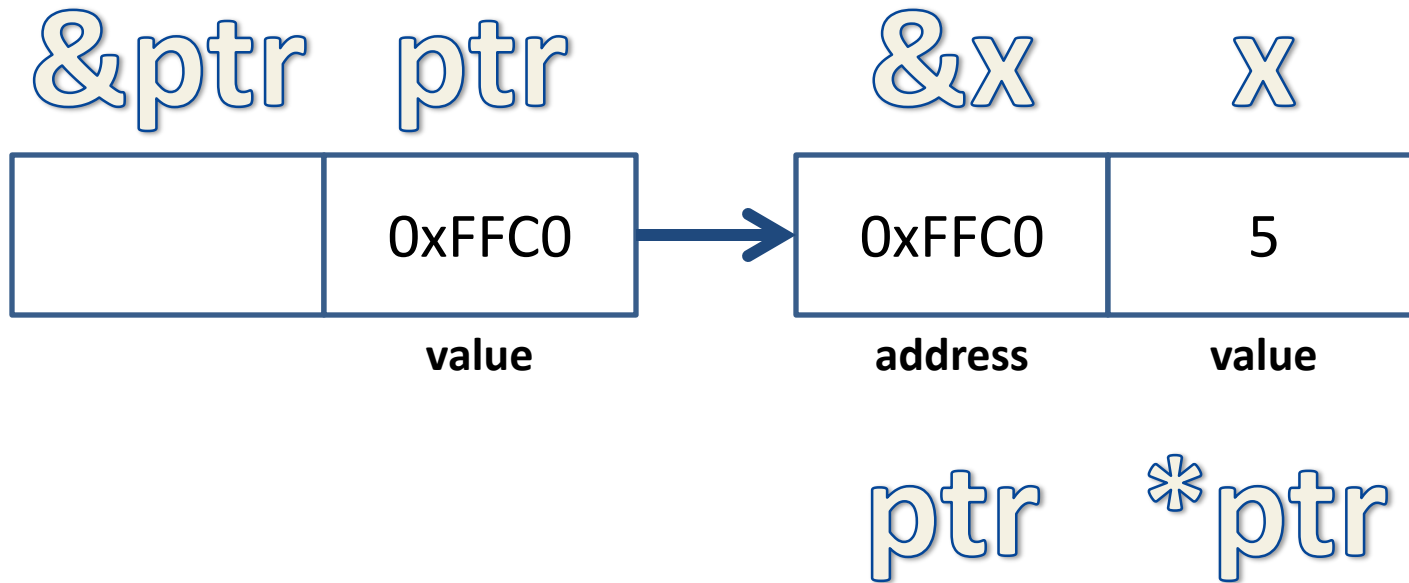 &ptr ptr &x x
0xFFC0 0xFFC0 5
value address value
ptr *ptr